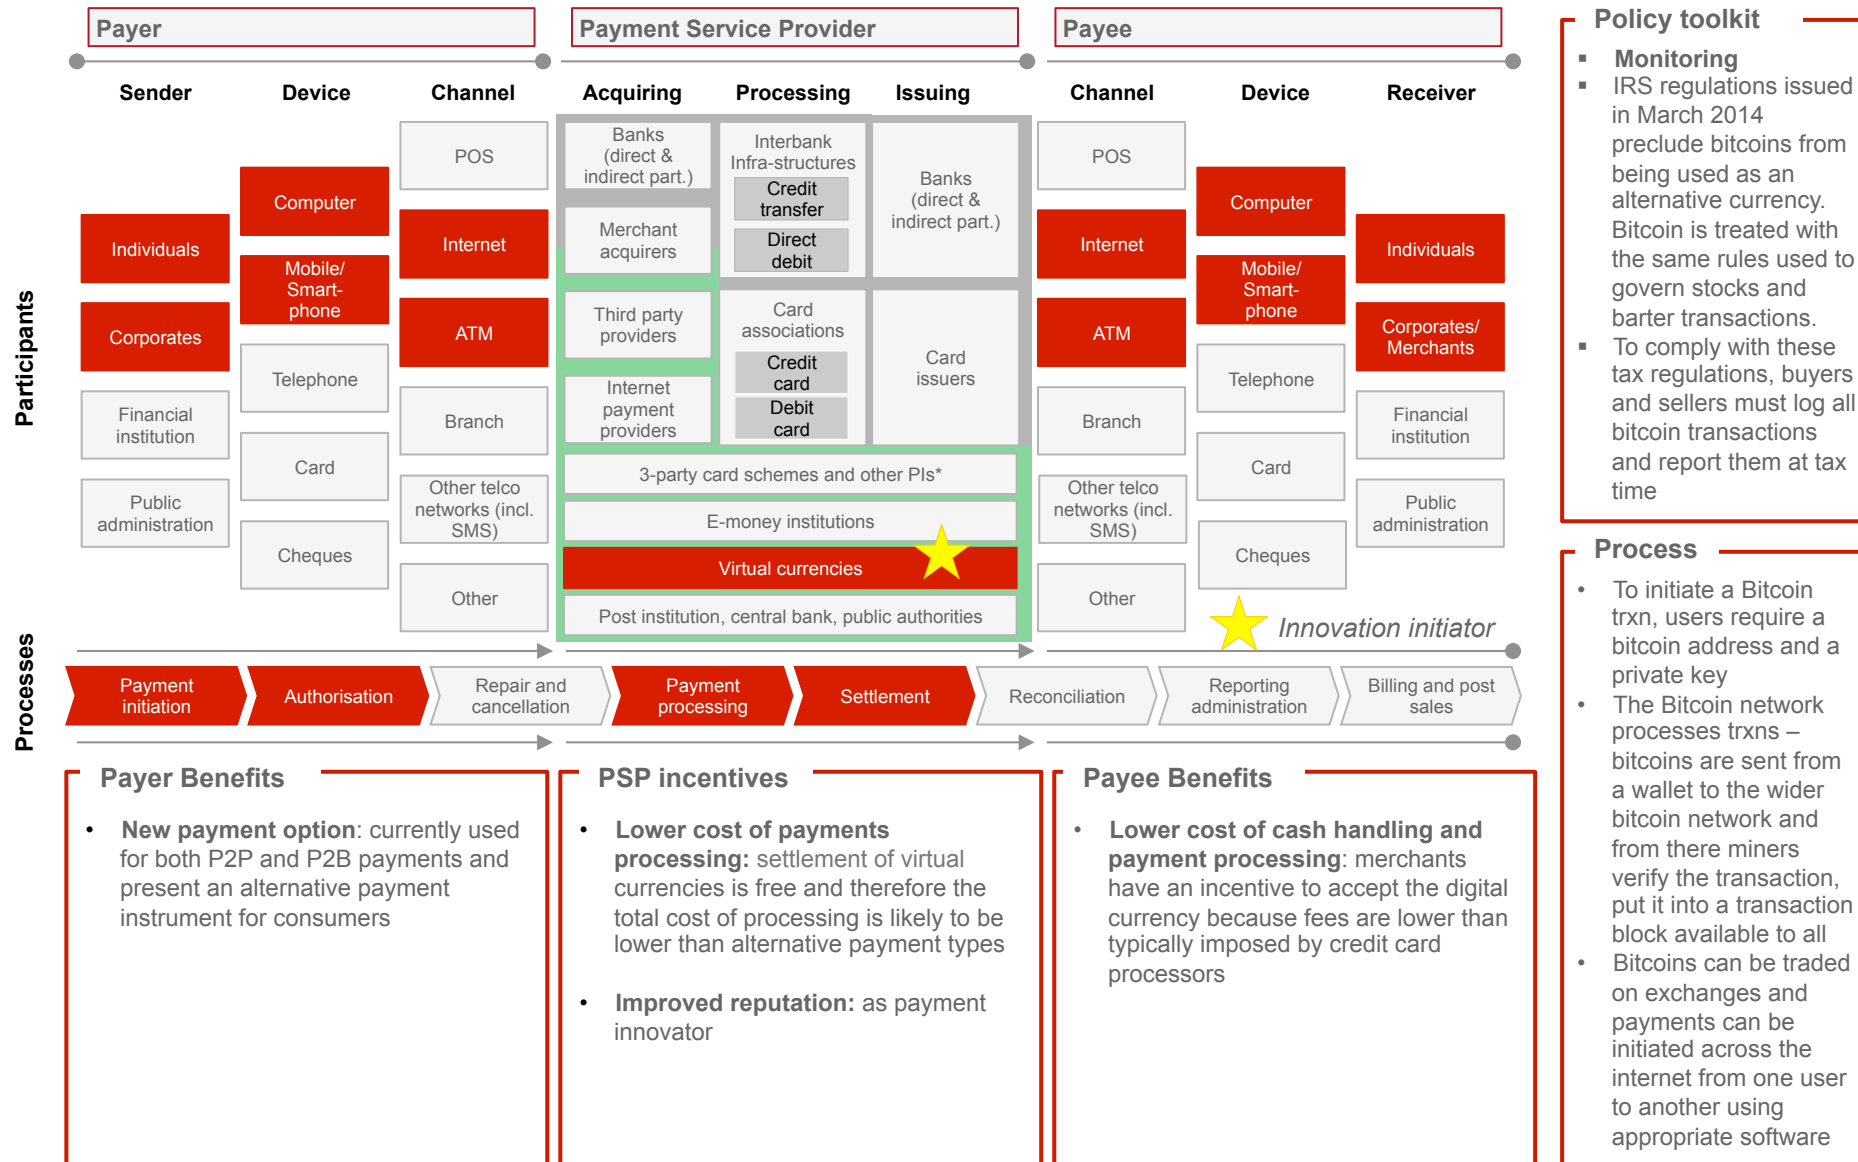 Payer
Payment Service Provider
Payee
Sender
Device
Channel
Acquiring
Processing
Issuing
Channel
Device
Receiver
Participants
Individuals
Corporates
Financial
institution
Public
administration
Computer
Mobile/
Smart-
phone
Telephone
Card
Cheques
POS
Internet
ATM
Branch
Other telco
networks (incl.
SMS)
Other
Banks
(direct &
indirect part.)
Merchant
acquirers
Third party
providers
Internet
payment
providers
Interbank
Infra-structures
Credit
transfer
Direct
debit
Card
associations
Credit
card
Debit
card
Banks
(direct &
indirect part.)
Card
issuers
3-party card schemes and other PIs*
E-money institutions
Virtual currencies
Post institution, central bank, public authorities
POS
Internet
ATM
Branch
Other telco
networks (incl.
SMS)
Other
Computer
Mobile/
Smart-
phone
Telephone
Card
Cheques
Individuals
Corporates/
Merchants
Financial
institution
Public
administration
Innovation initiator
Processes
Payment
initiation
Authorisation
Repair and
cancellation
Payment
processing
Settlement
Reconciliation
Reporting
administration
Billing and post
sales
Payer Benefits
• New payment option: currently used
for both P2P and P2B payments and
present an alternative payment
instrument for consumers
PSP incentives
• Lower cost of payments
processing: settlement of virtual
currencies is free and therefore the
total cost of processing is likely to be
lower than alternative payment types
• Improved reputation: as payment
innovator
Payee Benefits
• Lower cost of cash handling and
payment processing: merchants
have an incentive to accept the digital
currency because fees are lower than
typically imposed by credit card
processors
Policy toolkit
▪ Monitoring
▪ IRS regulations issued
in March 2014
preclude bitcoins from
being used as an
alternative currency.
Bitcoin is treated with
the same rules used to
govern stocks and
barter transactions.
▪ To comply with these
tax regulations, buyers
and sellers must log all
bitcoin transactions
and report them at tax
time
Process
• To initiate a Bitcoin
trxn, users require a
bitcoin address and a
private key
• The Bitcoin network
processes trxns –
bitcoins are sent from
a wallet to the wider
bitcoin network and
from there miners
verify the transaction,
put it into a transaction
block available to all
• Bitcoins can be traded
on exchanges and
payments can be
initiated across the
internet from one user
to another using
appropriate software